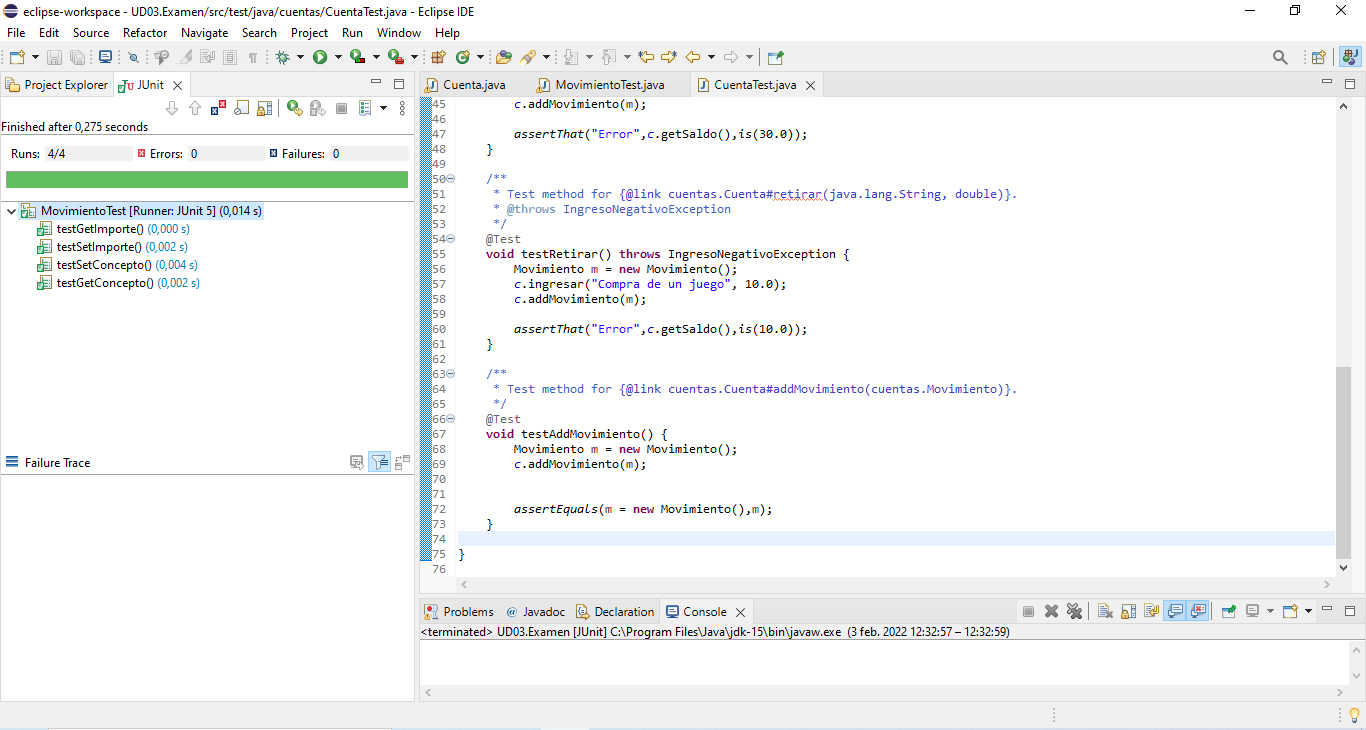 eclipse-workspace - UD03.Examen/src/test/java/cuentas/CuentaTest.java - Eclipse IDE
File Edit Source Refactor Navigate Search Project Run Window Help
Project Explorer JUnit
Finished after 0,275 seconds
Runs: 4/4 Errors: 0 Failures: 0
MovimientoTest [Runner: JUnit 5] (0,014 s)
testGetImporte() (0,000 s)
testSetImporte() (0,002 s)
testSetConcepto() (0,004 s)
testGetConcepto() (0,002 s)
Failure Trace
Cuenta.java MovimientoTest.java CuentaTest.java
45 c.addMovimiento(m);
46
47 assertThat("Error",c.getSaldo(),is(30.0));
48 }
49
50 /**
51 * Test method for {@link cuentas.Cuenta#retirar(java.lang.String, double)}.
52 * @throws IngresoNegativoException
53 */
54 @Test
55 void testRetirar() throws IngresoNegativoException {
56 Movimiento m = new Movimiento();
57 c.ingresar("Compra de un juego", 10.0);
58 c.addMovimiento(m);
59
60 assertThat("Error",c.getSaldo(),is(10.0));
61 }
62
63 /**
64 * Test method for {@link cuentas.Cuenta#addMovimiento(cuentas.Movimiento)}.
65 */
66 @Test
67 void testAddMovimiento() {
68 Movimiento m = new Movimiento();
69 c.addMovimiento(m);
70
71
72 assertEquals(m = new Movimiento(),m);
73 }
74
75 }
76
Problems Javadoc Declaration Console
<terminated> UD03.Examen [JUnit] C:\Program Files\Java\jdk-15\bin\javaw.exe (3 feb. 2022 12:32:57 – 12:32:59)